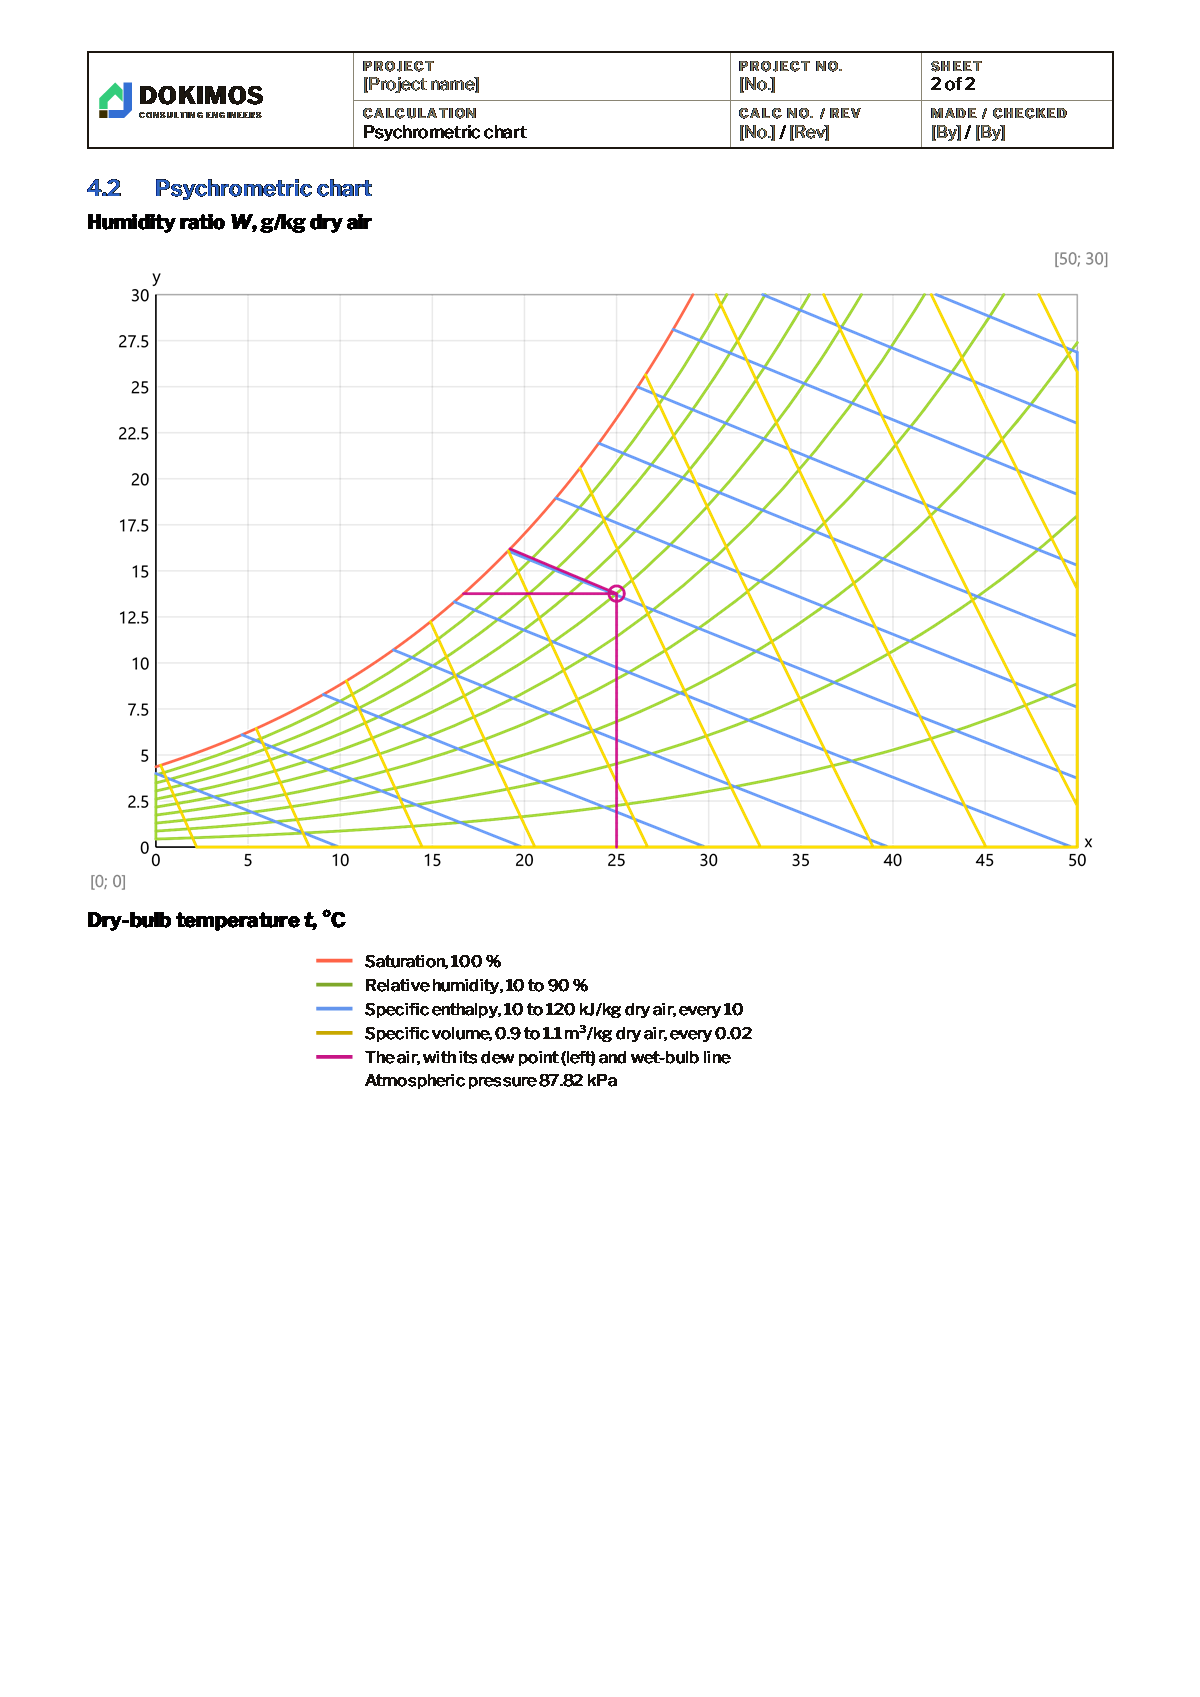 DOKIMOS
CONSULTING ENGINEERS
PROJECT
[Project name]
PROJECT NO.
[No.]
SHEET
2 of 2
CALCULATION
Psychrometric chart
CALC NO. / REV
[No.] / [Rev]
MADE / CHECKED
[By] / [By]
4.2 Psychrometric chart
Humidity ratio W, g/kg dry air
[50; 30]
y
30
27.5
25
22.5
20
17.5
15
12.5
10
7.5
5
2.5
0
x
0 5 10 15 20 25 30 35 40 45 50
[0; 0]
Dry-bulb temperature t, °C
Saturation, 100 %
Relative humidity, 10 to 90 %
Specific enthalpy, 10 to 120 kJ/kg dry air, every 10
Specific volume, 0.9 to 1.1 m³/kg dry air, every 0.02
The air, with its dew point (left) and wet-bulb line
Atmospheric pressure 87.82 kPa